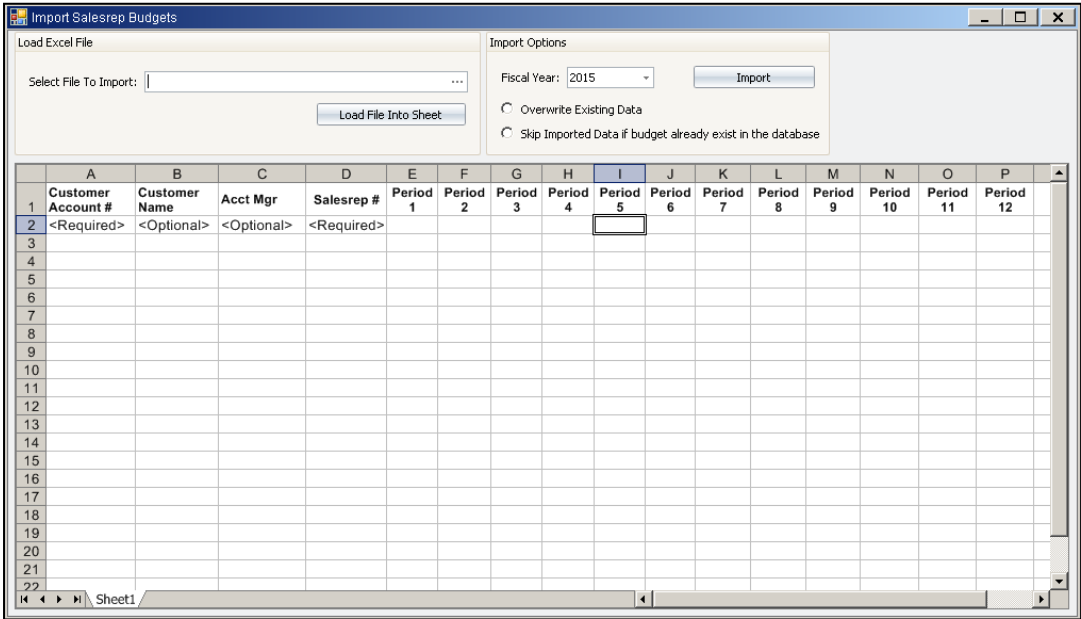 Import Salesrep Budgets
Load Excel File
Select File To Import:
...
Load File Into Sheet
Import Options
Fiscal Year: 2015
Import
Overwrite Existing Data
Skip Imported Data if budget already exist in the database
A B C D E F G H I J K L M N O P
1 Customer Account # Customer Name Acct Mgr Salesrep # Period 1 Period 2 Period 3 Period 4 Period 5 Period 6 Period 7 Period 8 Period 9 Period 10 Period 11 Period 12
2 <Required> <Optional> <Optional> <Required>
3
4
5
6
7
8
9
10
11
12
13
14
15
16
17
18
19
20
21
22
Sheet1